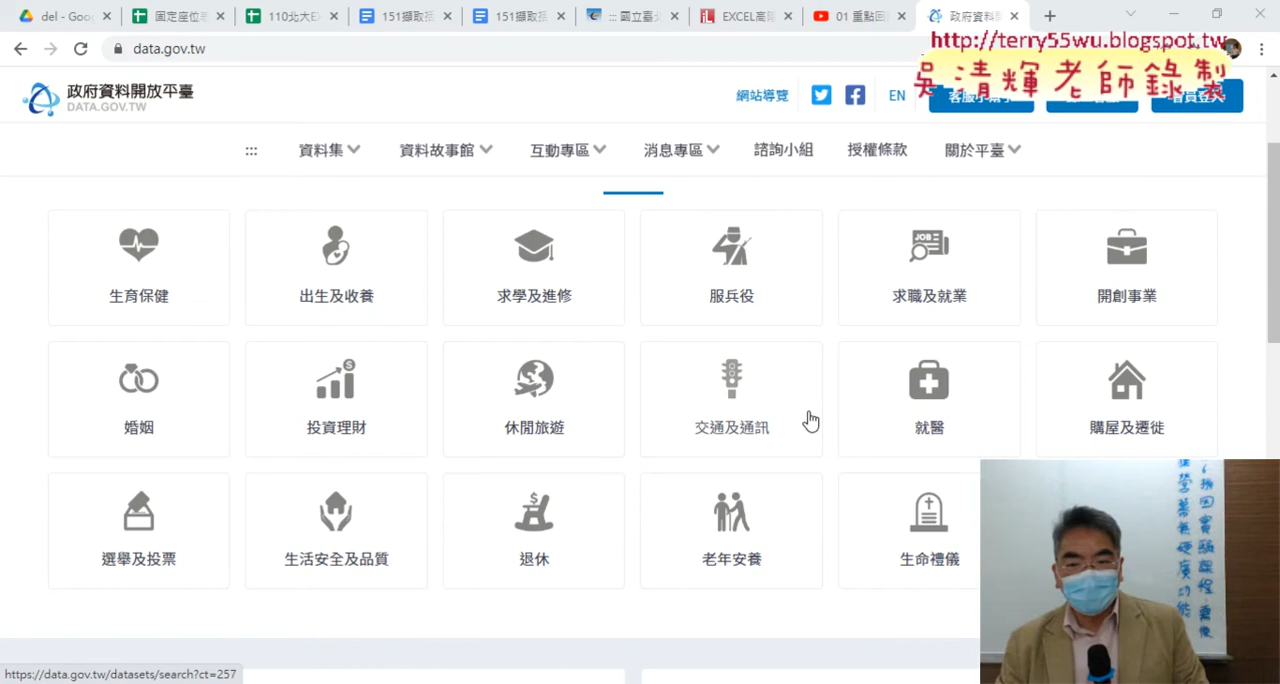 del - Goo
固定座位
110北大E
151擷取
151擷取
::: 國立臺
EXCEL高
01 重點回
政府資料開
data.gov.tw
http://terry55wu.blogspot.tw
吳清輝老師錄製
政府資料開放平臺
DATA.GOV.TW
網站導覽
EN
:::
資料集
資料故事館
互動專區
消息專區
諮詢小組
授權條款
關於平臺
JOB
生育保健
出生及收養
求學及進修
服兵役
求職及就業
開創事業
婚姻
投資理財
休閒旅遊
交通及通訊
就醫
購屋及遷徙
選舉及投票
生活安全及品質
退休
老年安養
生命禮儀
https://data.gov.tw/datasets/search?ct=257